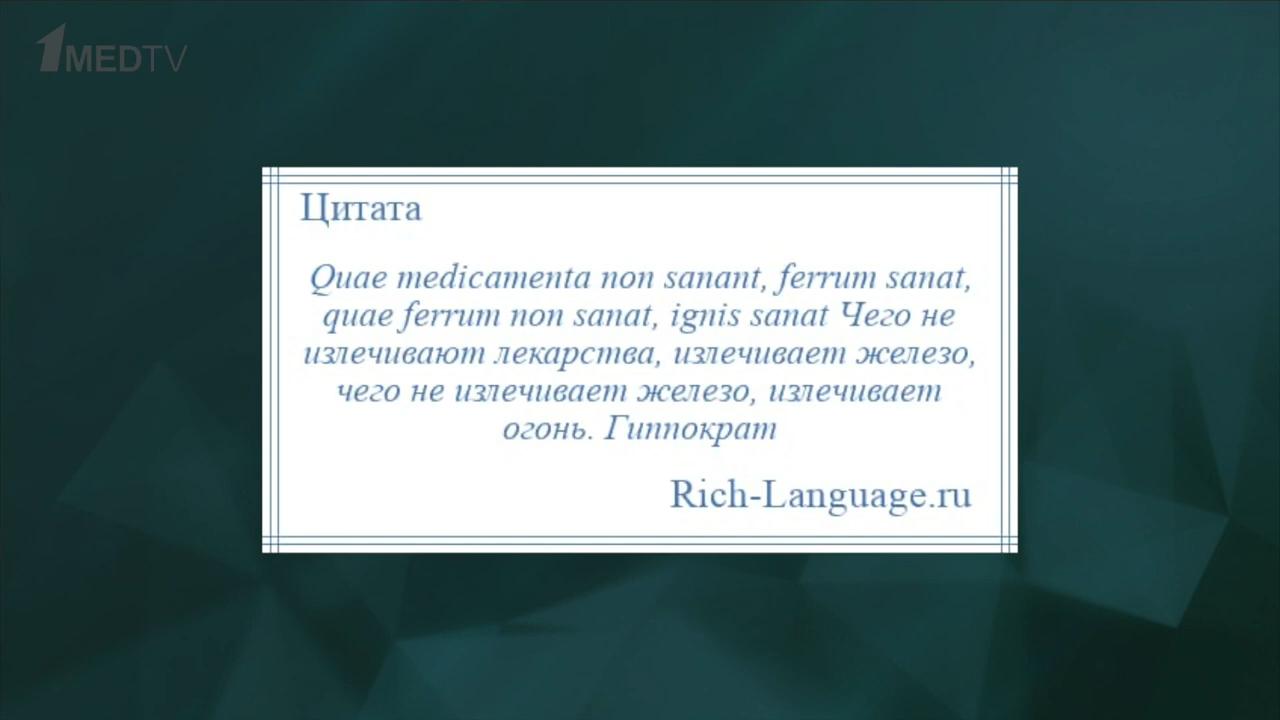 1MEDTV
Цитата
Quae medicamenta non sanant, ferrum sanat,
quae ferrum non sanat, ignis sanat Чего не
излечивают лекарства, излечивает железо,
чего не излечивает железо, излечивает
огонь. Гиппократ
Rich-Language.ru